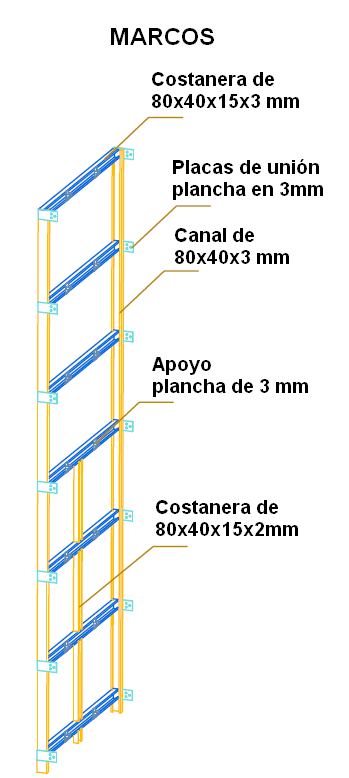 MARCOS
Costanera de
80x40x15x3 mm
Placas de unión
plancha en 3mm
Canal de
80x40x3 mm
Apoyo
plancha de 3 mm
Costanera de
80x40x15x2mm